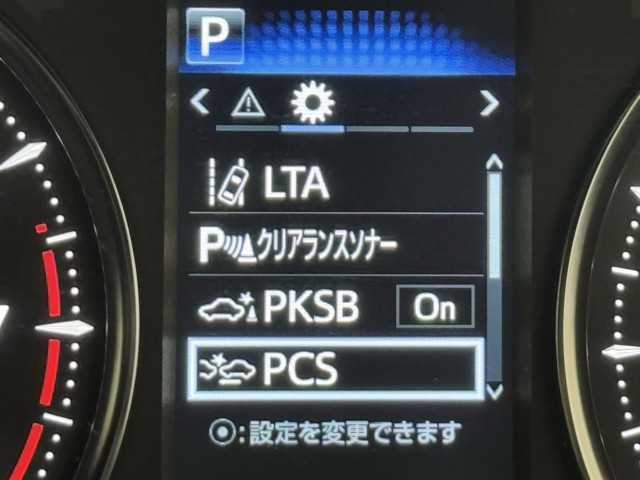 P
LTA
P クリアランスソナー
PKSB On
PCS
⦿:設定を変更できます